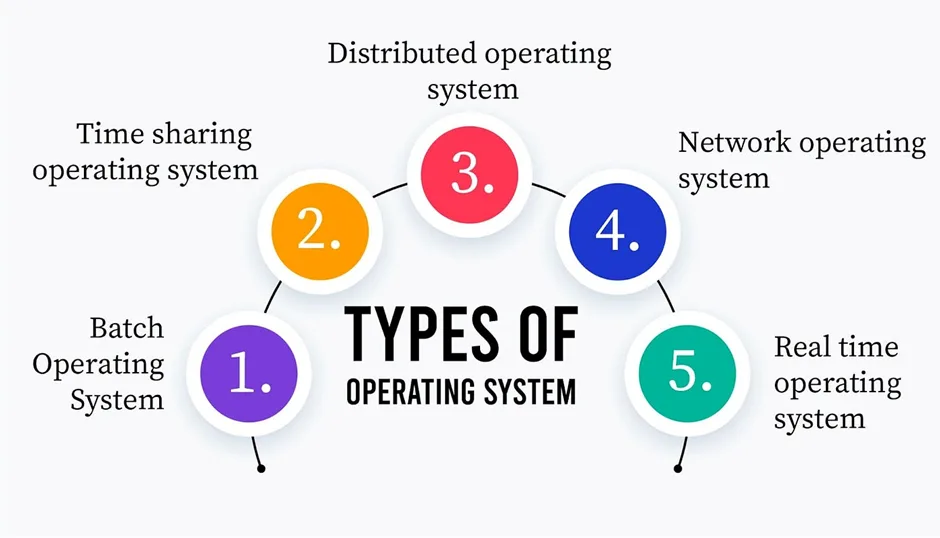 Distributed operating
system
Time sharing
operating system
Network operating
system
3.
2.
4.
Batch
Operating
System
1.
TYPES OF
OPERATING SYSTEM
5.
Real time
operating
system